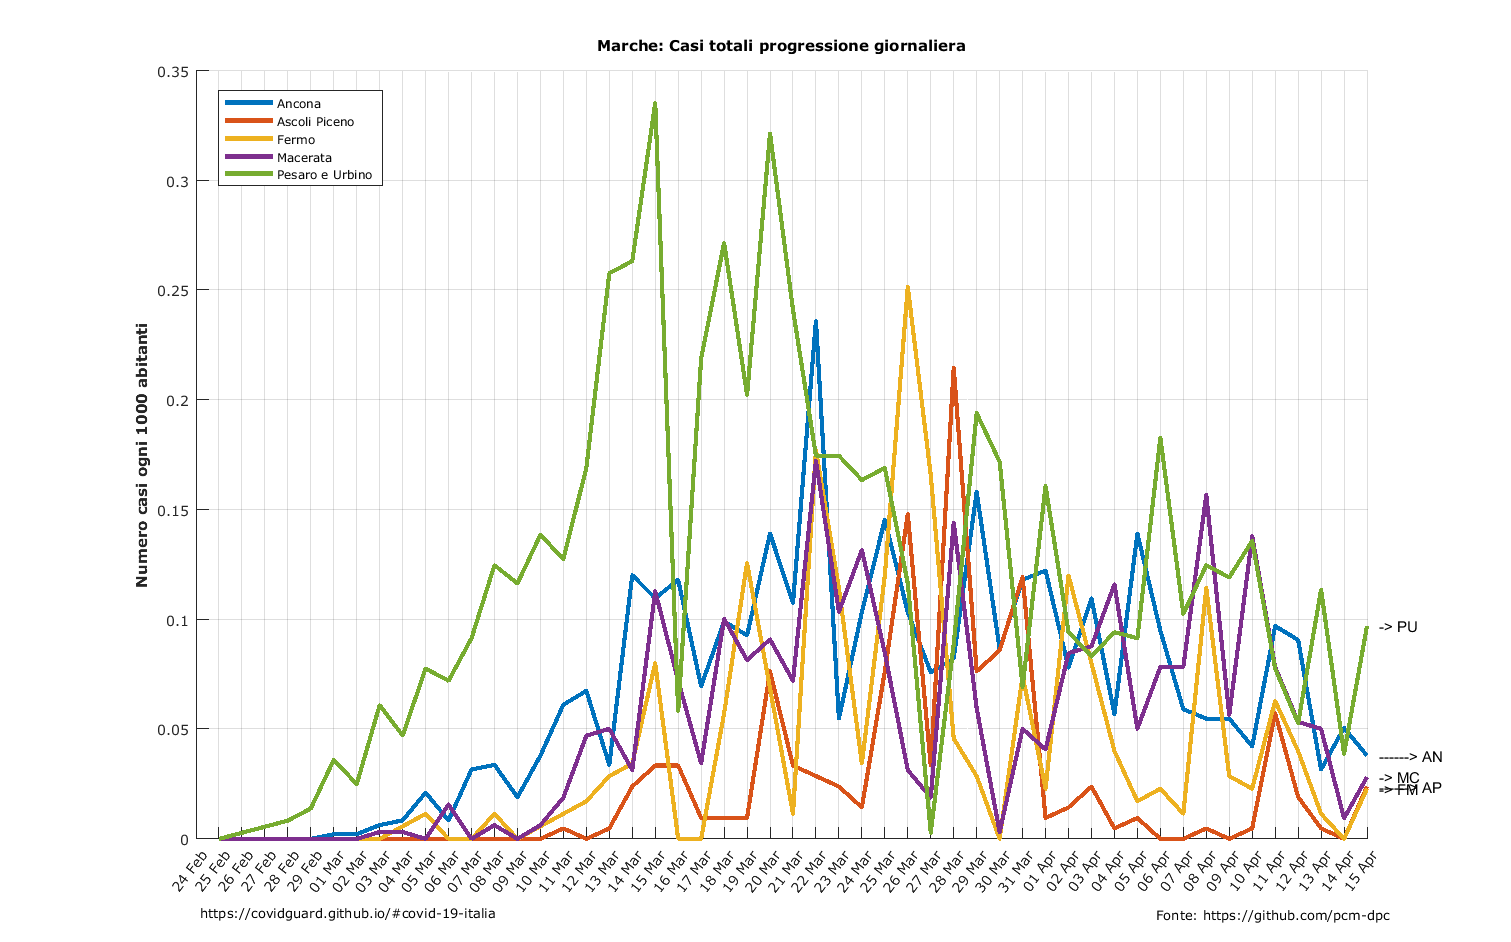 Marche: Casi totali progressione giornaliera
0.35
0.3
0.25
0.2
0.15
0.1
0.05
0
Numero casi ogni 1000 abitanti
Ancona
Ascoli Piceno
Fermo
Macerata
Pesaro e Urbino
-> PU
------> AN
-> MC
-> FM
AP
24 Feb
25 Feb
26 Feb
27 Feb
28 Feb
29 Feb
01 Mar
02 Mar
03 Mar
04 Mar
05 Mar
06 Mar
07 Mar
08 Mar
09 Mar
10 Mar
11 Mar
12 Mar
13 Mar
14 Mar
15 Mar
16 Mar
17 Mar
18 Mar
19 Mar
20 Mar
21 Mar
22 Mar
23 Mar
24 Mar
25 Mar
26 Mar
27 Mar
28 Mar
29 Mar
30 Mar
31 Mar
01 Apr
02 Apr
03 Apr
04 Apr
05 Apr
06 Apr
07 Apr
08 Apr
09 Apr
10 Apr
11 Apr
12 Apr
13 Apr
14 Apr
15 Apr
https://covidguard.github.io/#covid-19-italia
Fonte: https://github.com/pcm-dpc